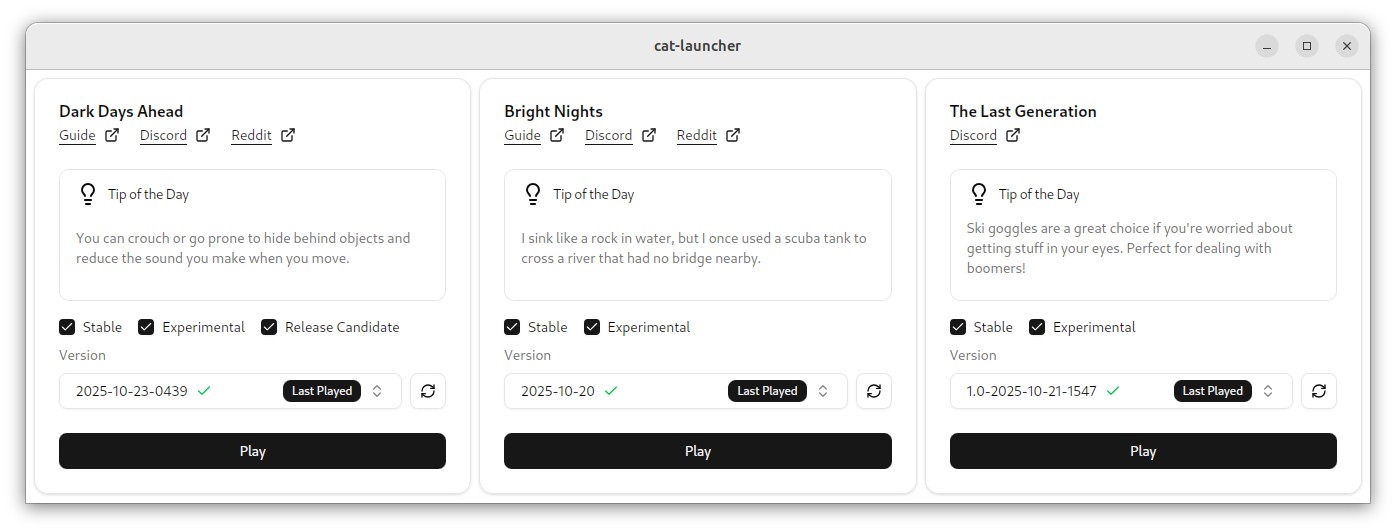 cat-launcher
Dark Days Ahead
Guide Discord Reddit
Tip of the Day
You can crouch or go prone to hide behind objects and
reduce the sound you make when you move.
Stable Experimental Release Candidate
Version
2025-10-23-0439 Last Played
Play
Bright Nights
Guide Discord Reddit
Tip of the Day
I sink like a rock in water, but I once used a scuba tank to
cross a river that had no bridge nearby.
Stable Experimental
Version
2025-10-20 Last Played
Play
The Last Generation
Discord
Tip of the Day
Ski goggles are a great choice if you're worried about
getting stuff in your eyes. Perfect for dealing with
boomers!
Stable Experimental
Version
1.0-2025-10-21-1547 Last Played
Play